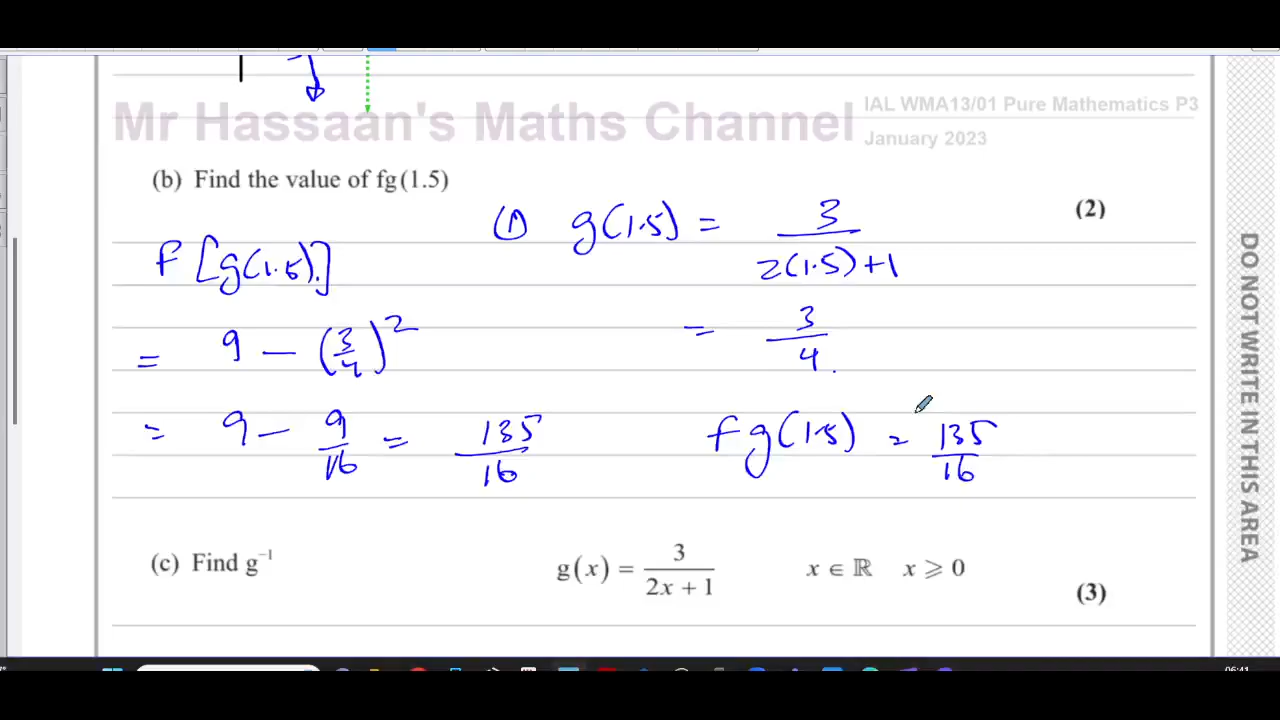 Mr Hassaan's Maths Channel
IAL WMA13/01 Pure Mathematics P3
January 2023
(b) Find the value of fg(1.5)
(2)
① g(1.5) = 3/(2(1.5)+1)
f[g(1.5)]
= 3/4
= 9 − (3/4)²
= 9 − 9/16 = 135/16
fg(1.5) = 135/16
(c) Find g⁻¹
g(x) = 3/(2x + 1) x ∈ ℝ x ⩾ 0
(3)
DO NOT WRITE IN THIS AREA
06:41